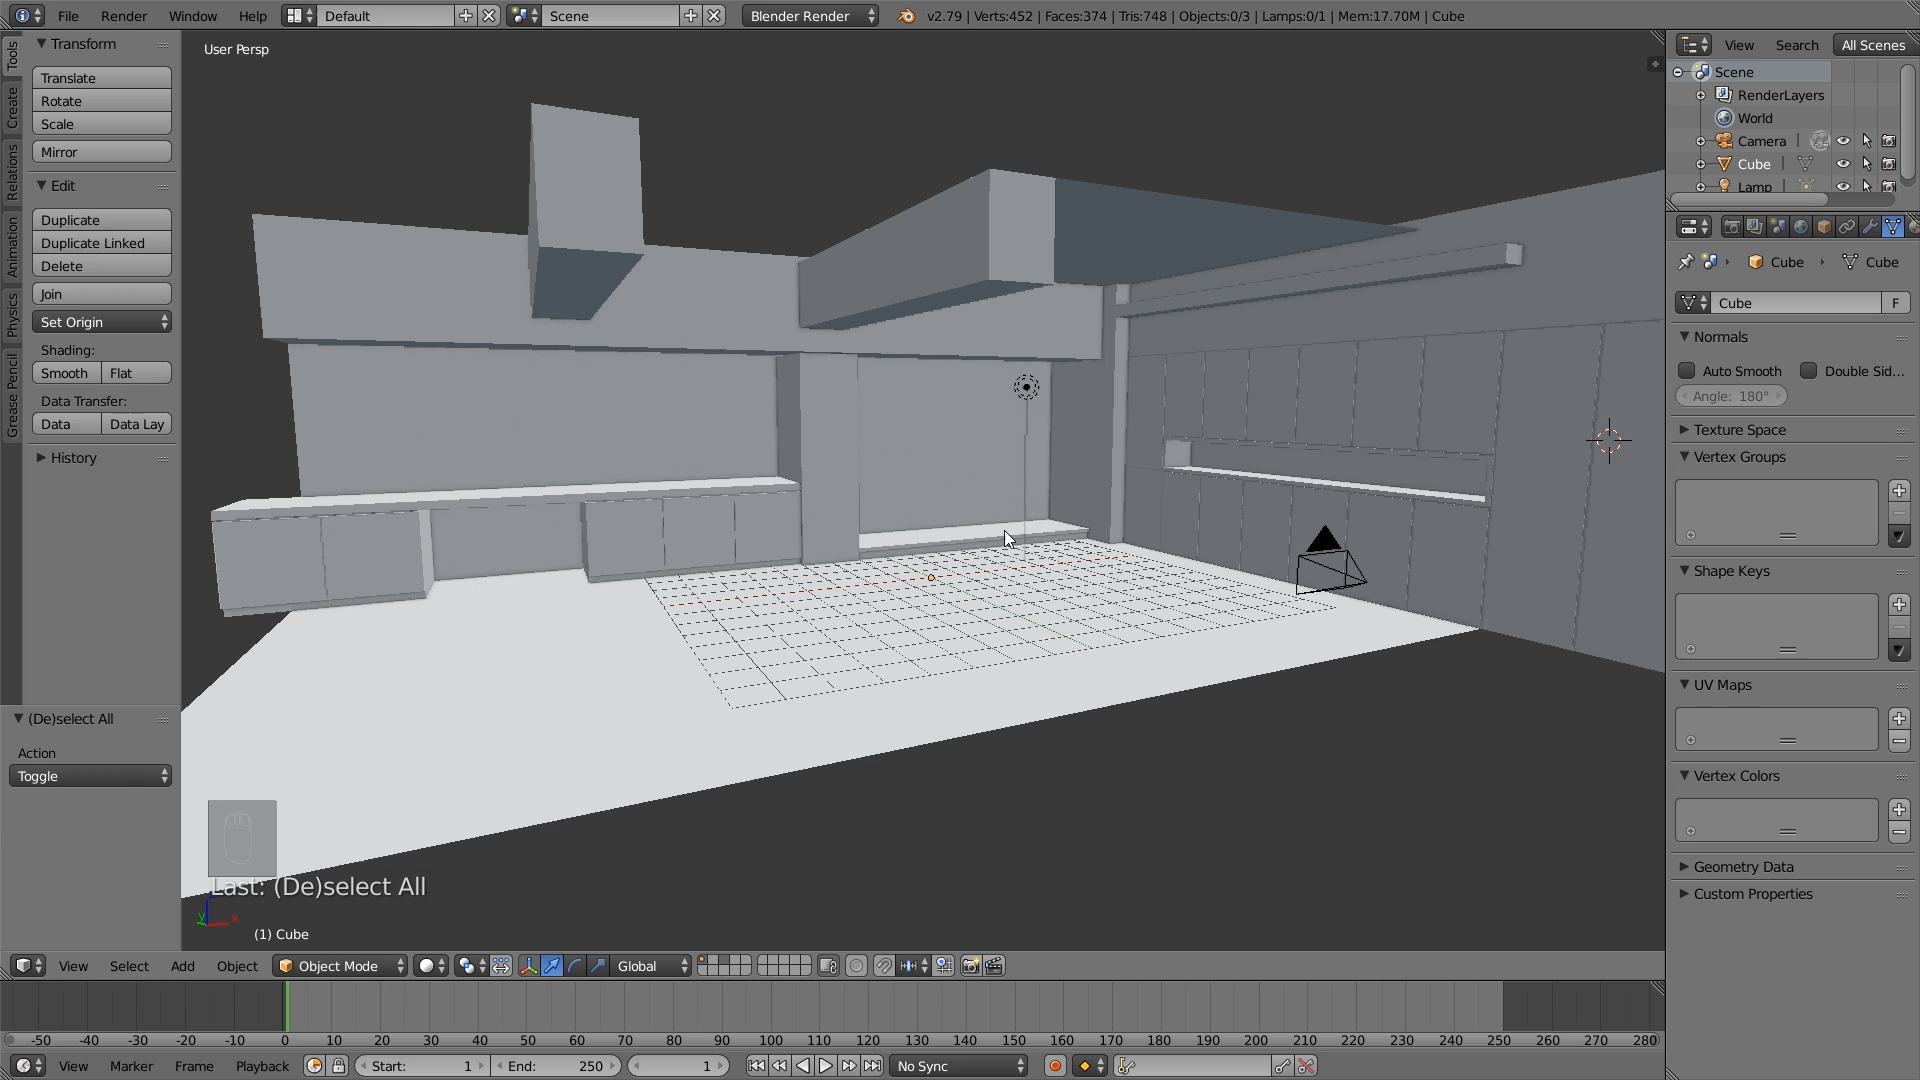 File Render Window Help Default Scene Blender Render v2.79 | Verts:452 | Faces:374 | Tris:748 | Objects:0/3 | Lamps:0/1 | Mem:17.70M | Cube
Tools
Create
Relations
Animation
Physics
Grease Pencil
Transform
Translate
Rotate
Scale
Mirror
Edit
Duplicate
Duplicate Linked
Delete
Join
Set Origin
Shading:
Smooth Flat
Data Transfer:
Data Data Lay
History
(De)select All
Action
Toggle
User Persp
Last: (De)select All
y x
(1) Cube
View Search All Scenes
Scene
RenderLayers
World
Camera
Cube
Lamp
Cube Cube
Cube F
Normals
Auto Smooth Double Sid...
Angle: 180°
Texture Space
Vertex Groups
Shape Keys
UV Maps
Vertex Colors
Geometry Data
Custom Properties
View Select Add Object Object Mode Global
-50 -40 -30 -20 -10 0 10 20 30 40 50 60 70 80 90 100 110 120 130 140 150 160 170 180 190 200 210 220 230 240 250 260 270 280
View Marker Frame Playback Start: 1 End: 250 1 No Sync